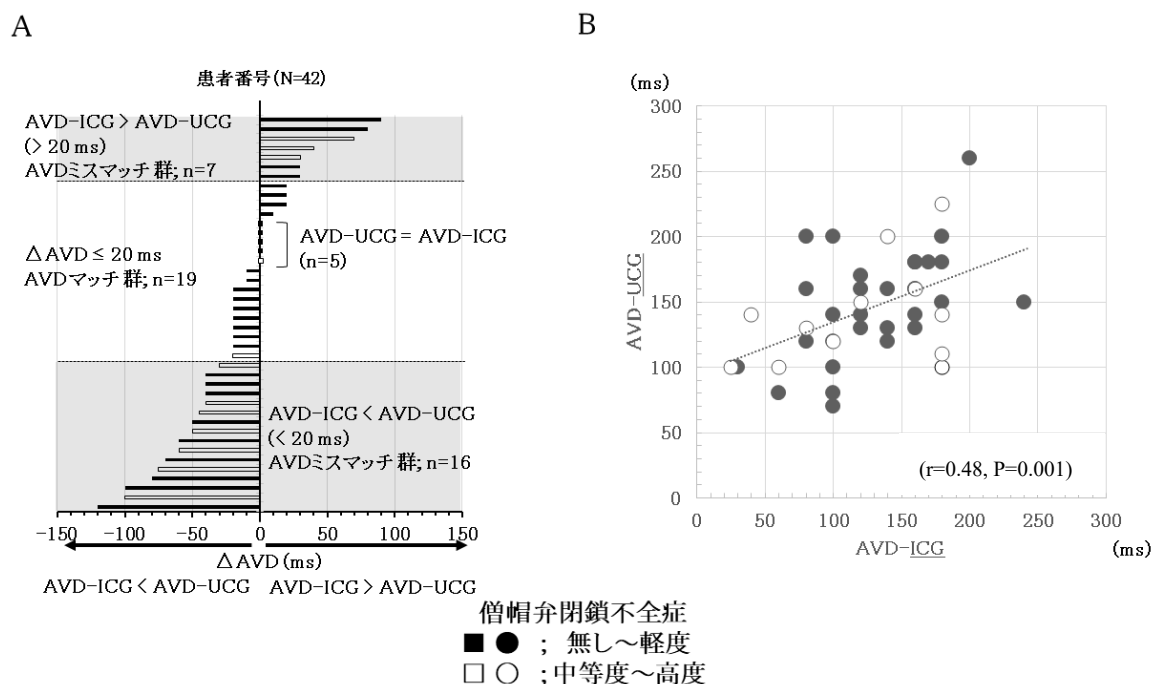 A
患者番号(N=42)
AVD-ICG > AVD-UCG
(> 20 ms)
AVDミスマッチ群; n=7
△AVD ≤ 20 ms
AVDマッチ群; n=19
AVD-UCG = AVD-ICG
(n=5)
AVD-ICG < AVD-UCG
(< 20 ms)
AVDミスマッチ群; n=16
-150 -100 -50 0 50 100 150
△AVD (ms)
AVD-ICG < AVD-UCG AVD-ICG > AVD-UCG
B
(ms)
300
250
200
150
100
50
0
AVD-UCG
(r=0.48, P=0.001)
0 50 100 150 200 250 300
AVD-ICG (ms)
僧帽弁閉鎖不全症
■ ● ; 無し～軽度
□ ○ ; 中等度～高度